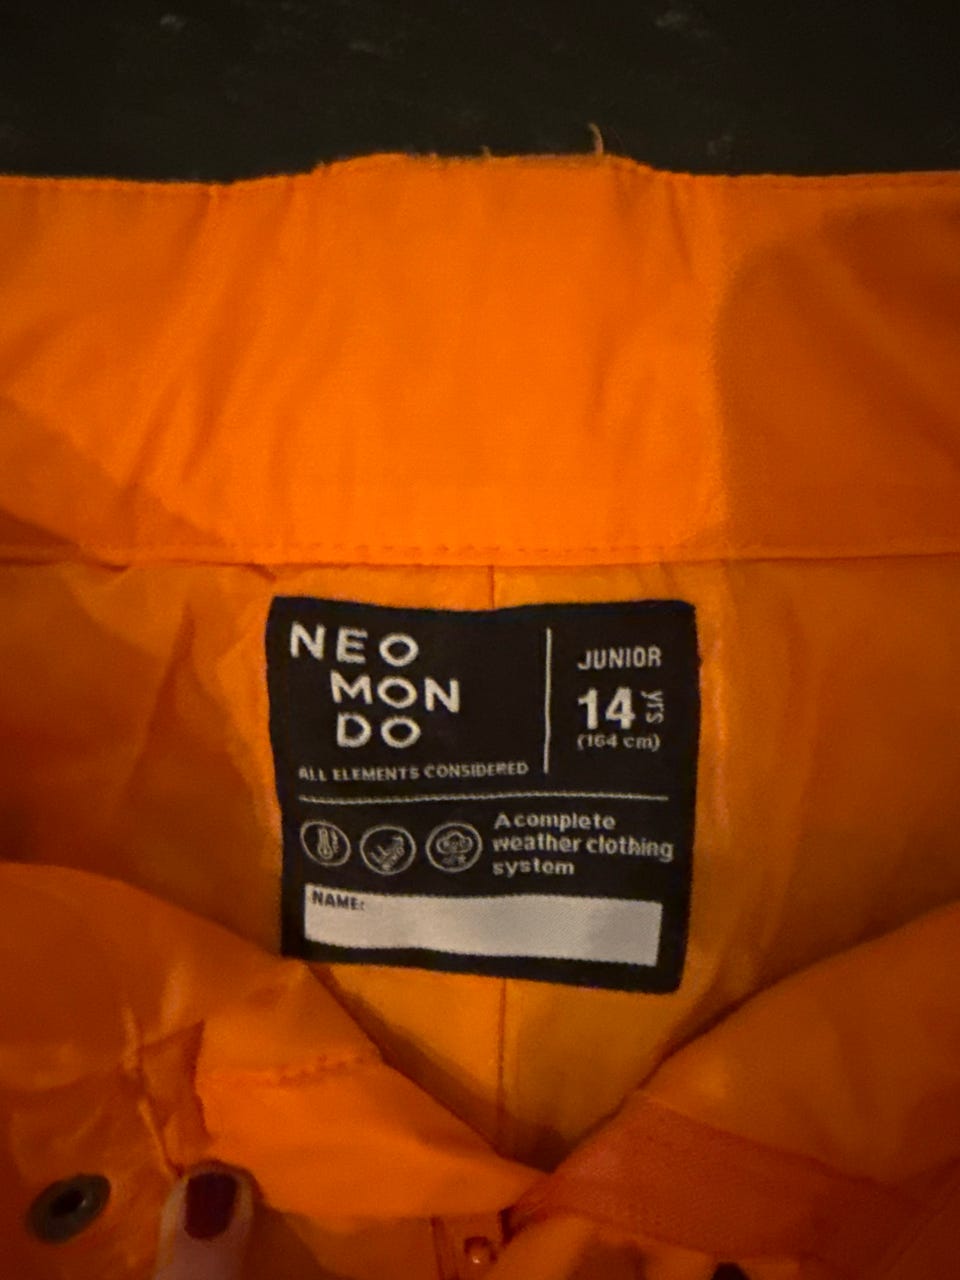 NEO
MON
DO
ALL ELEMENTS CONSIDERED
JUNIOR
14 yrs
(164 cm)
A complete
weather clothing
system
NAME: